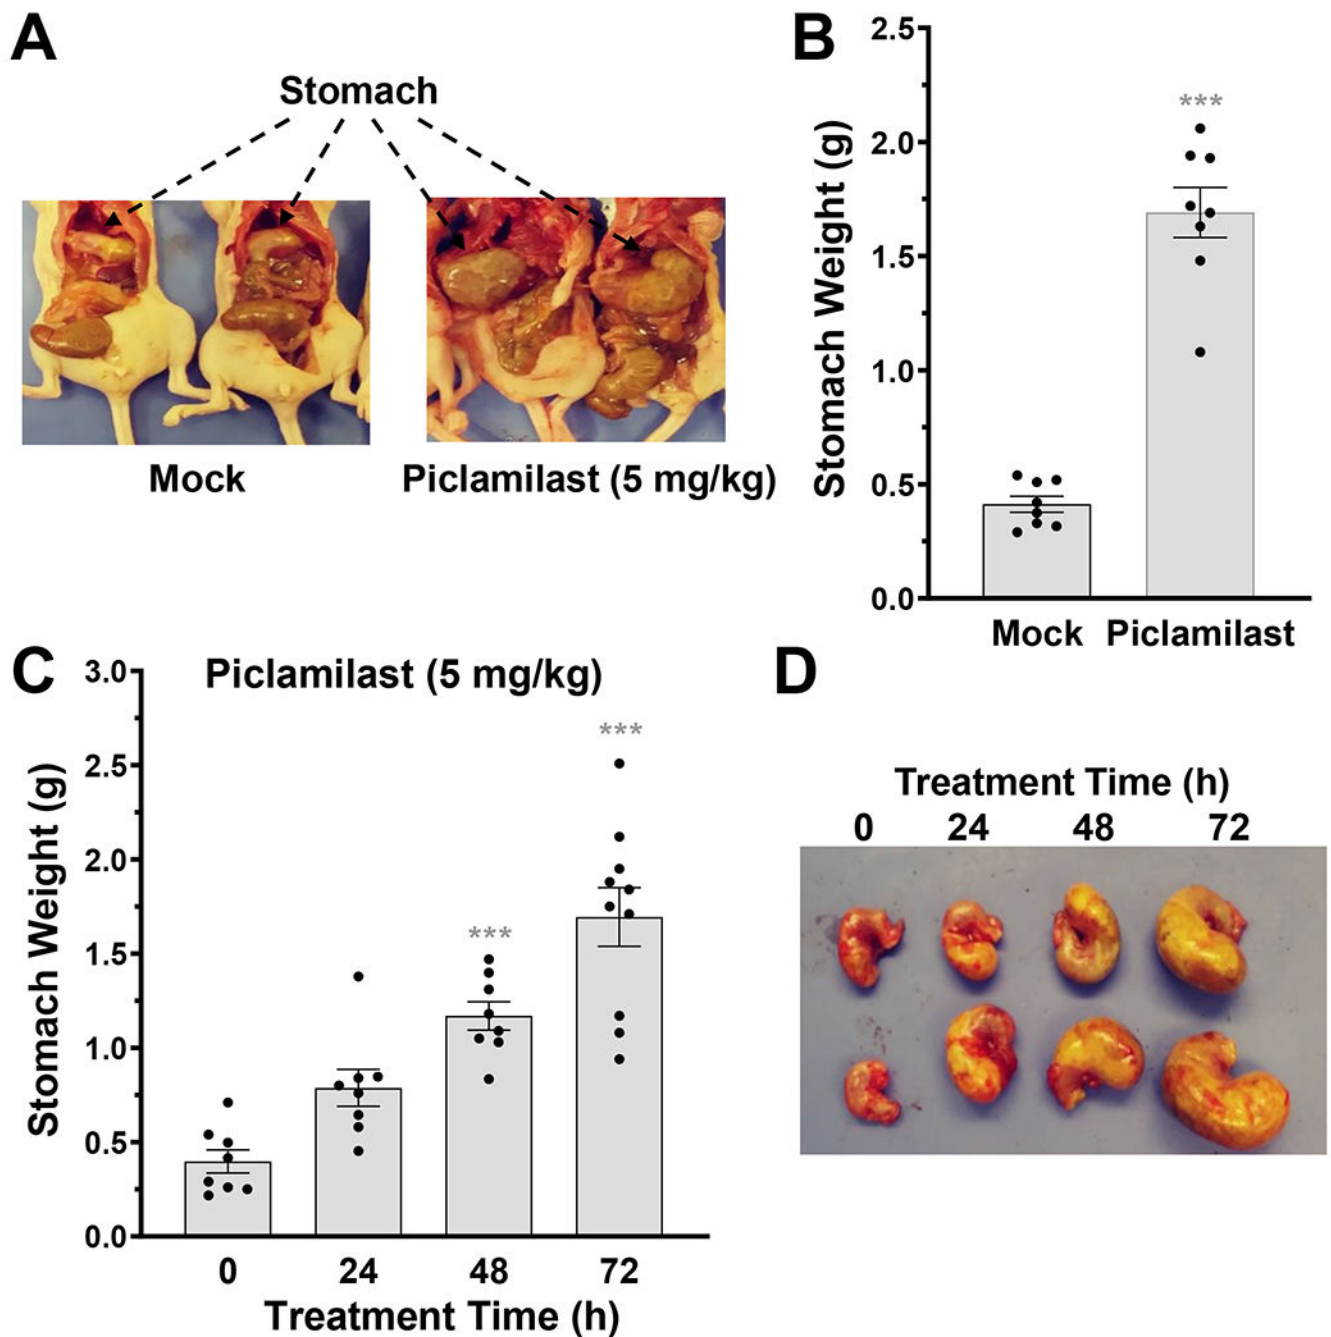 A
Stomach
Mock
Piclamilast (5 mg/kg)
B
2.5
2.0
1.5
1.0
0.5
0.0
Stomach Weight (g)
***
Mock
Piclamilast
C
Piclamilast (5 mg/kg)
3.0
2.5
2.0
1.5
1.0
0.5
0.0
Stomach Weight (g)
***
***
0
24
48
72
Treatment Time (h)
D
Treatment Time (h)
0
24
48
72